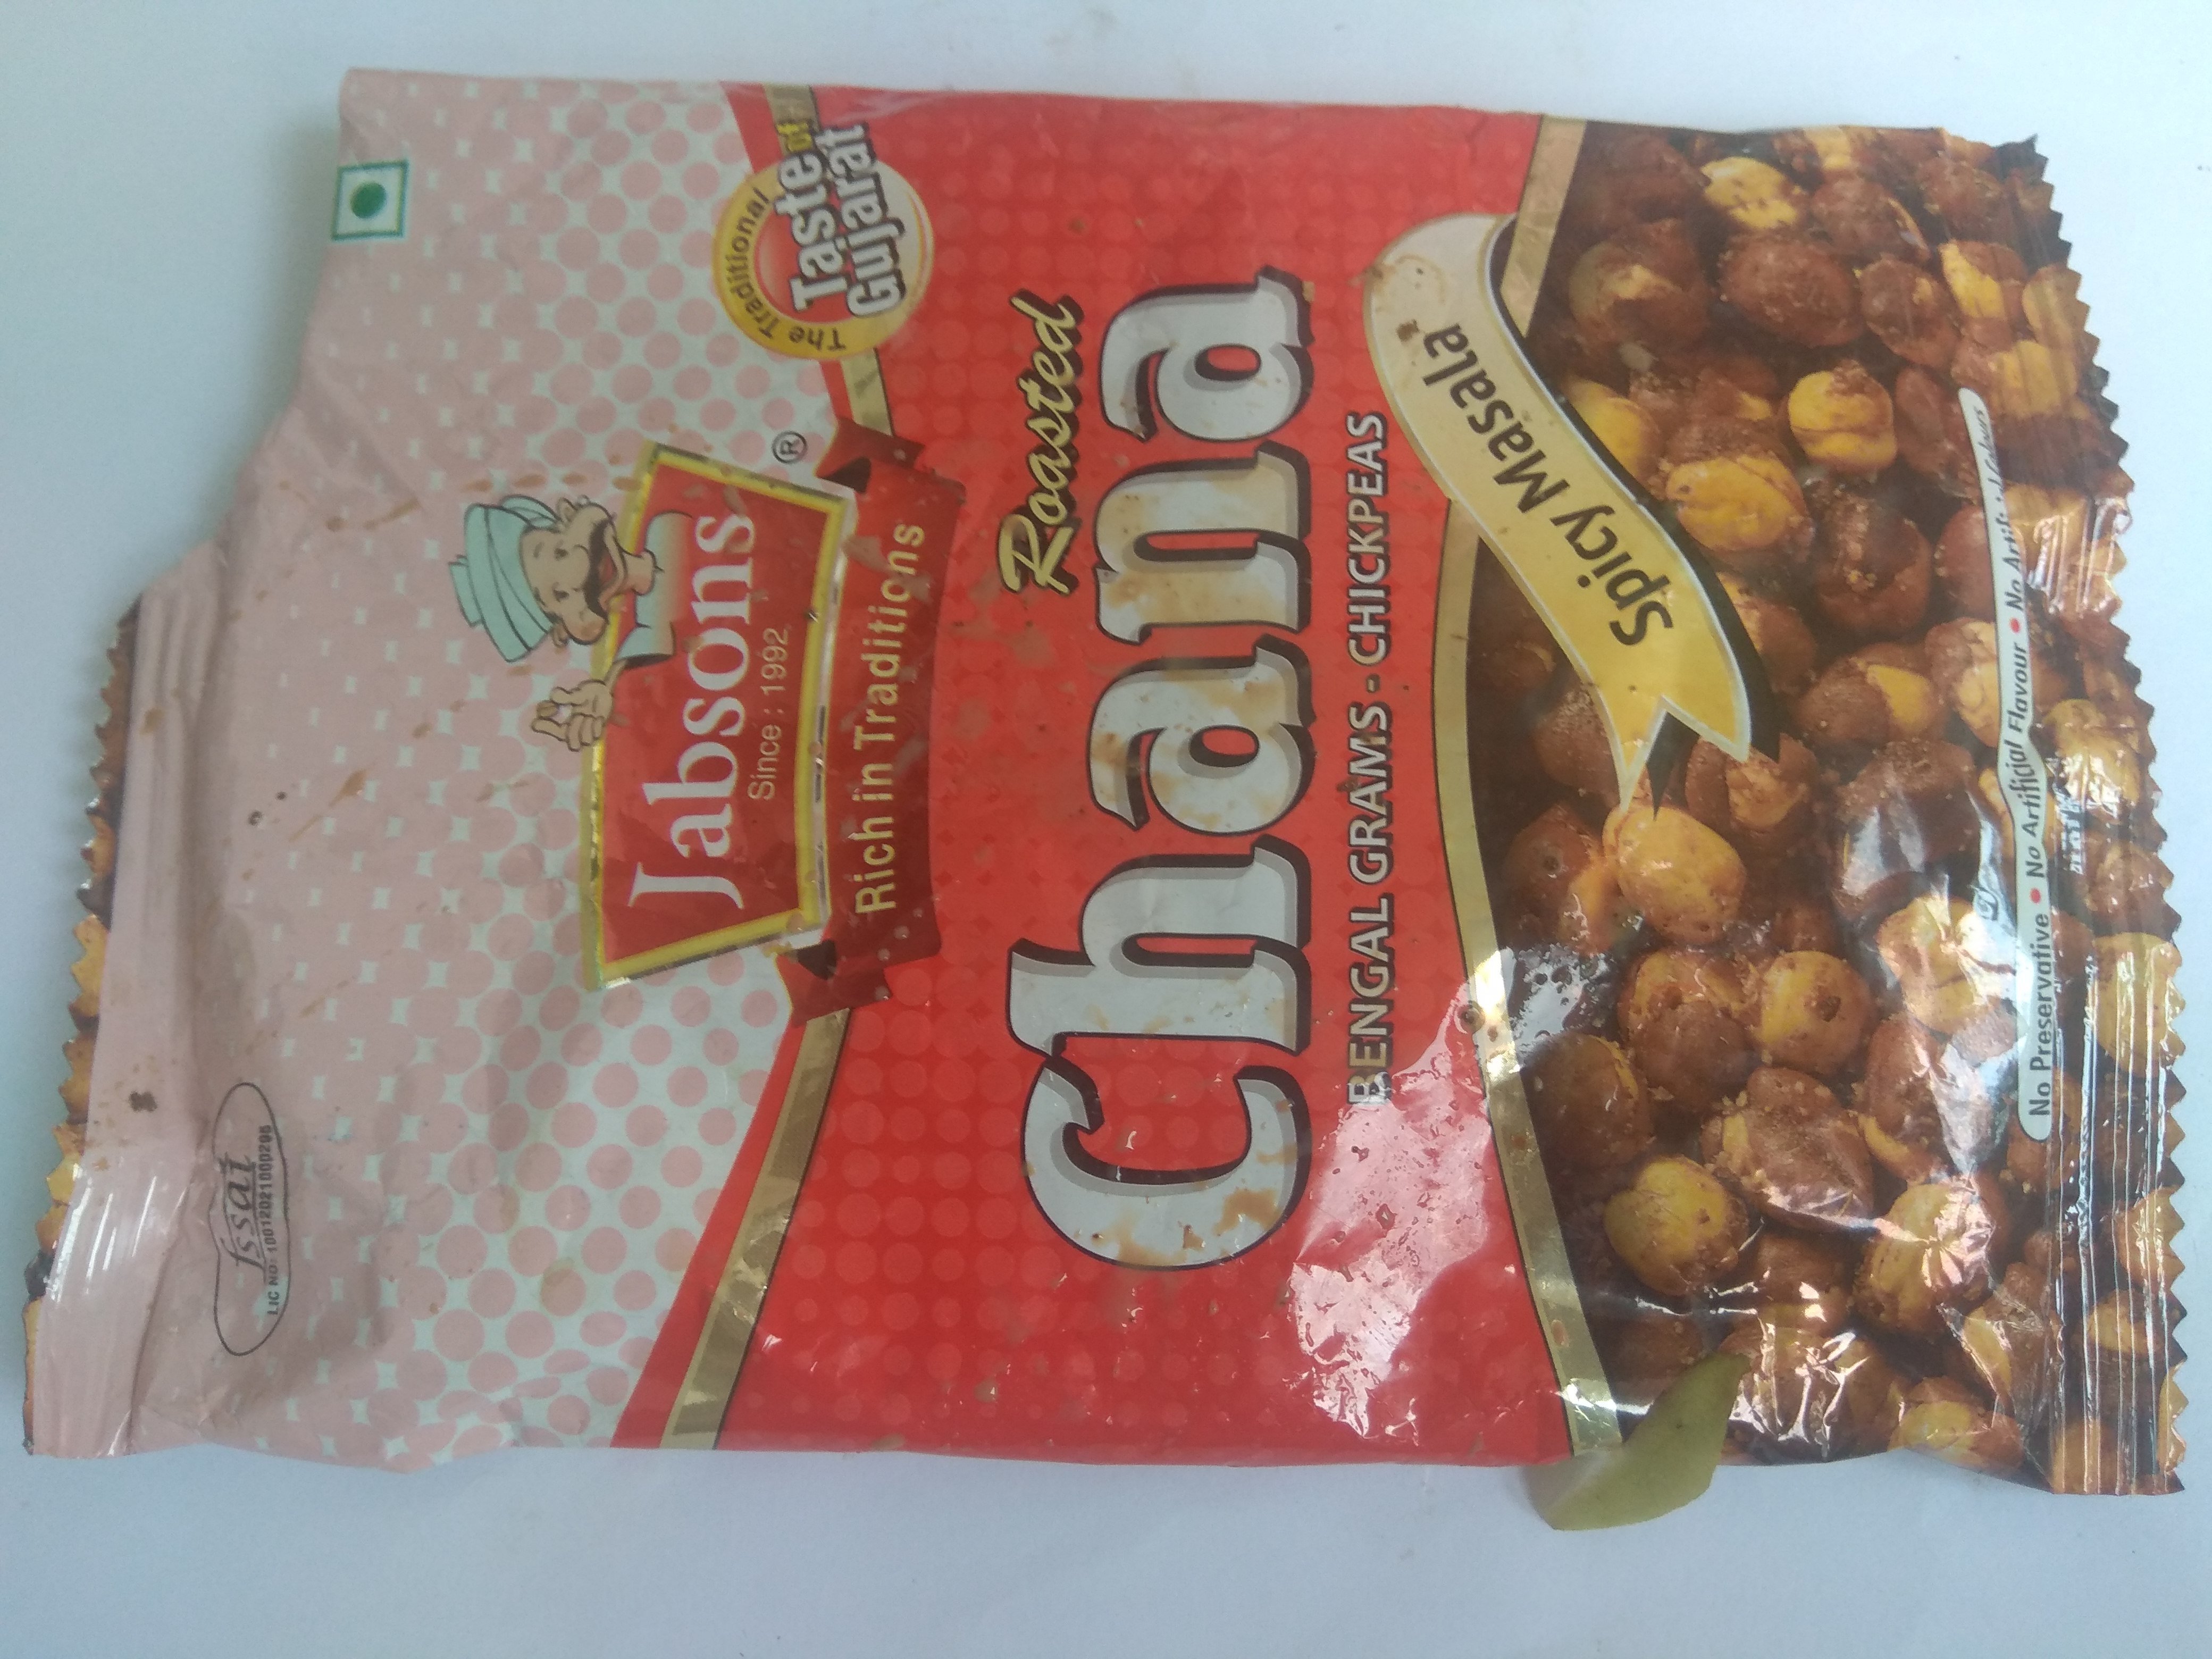 fssai
LIC NO: 10012021000295
Jabsons®
Since : 1992
Rich in Traditions
The Traditional
Taste of
Gujarat
Roasted
Chana
BENGAL GRAMS - CHICKPEAS
Spicy Masala
No Preservative • No Artificial Flavour • No Artificial Colours